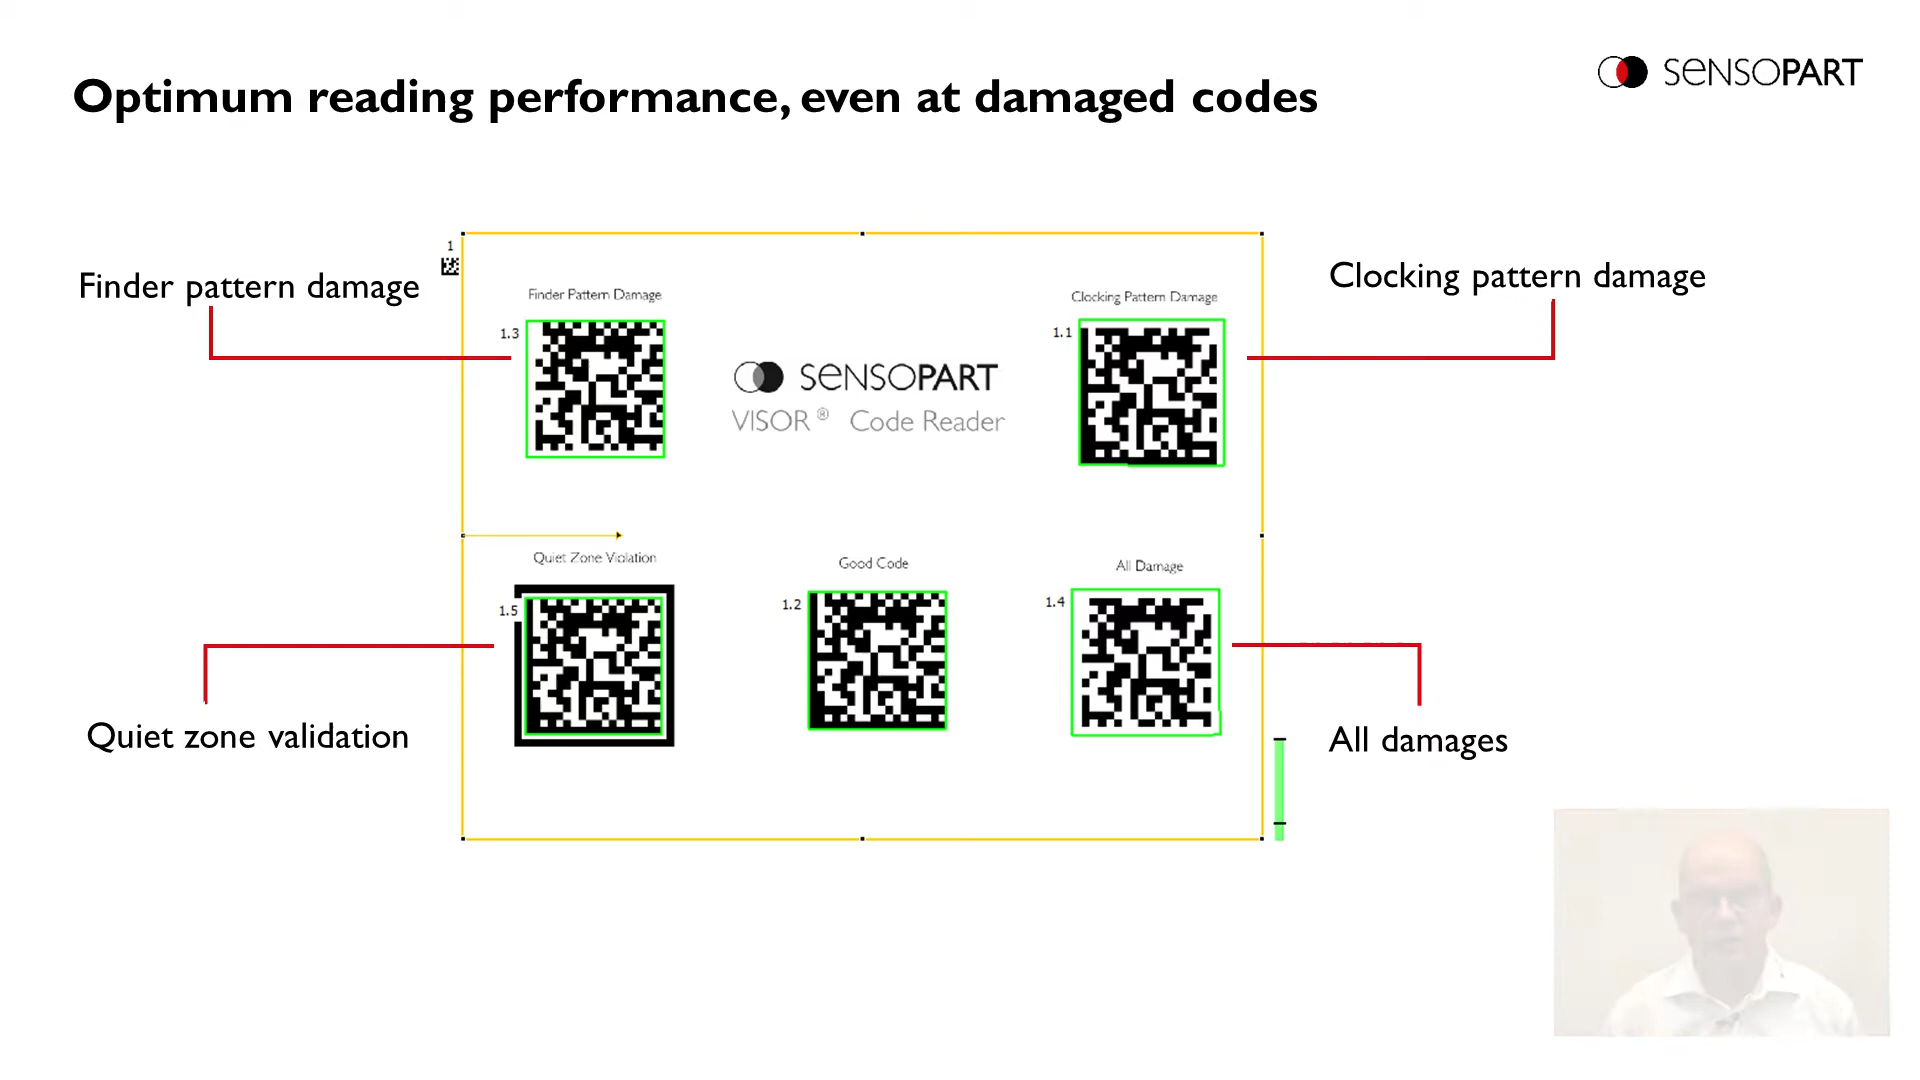 Optimum reading performance, even at damaged codes
SENSOPART
1
Finder pattern damage
Clocking pattern damage
Finder Pattern Damage
Clocking Pattern Damage
1.3
1.1
SENSOPART
VISOR® Code Reader
Quiet Zone Violation
Good Code
All Damage
1.5
1.2
1.4
Quiet zone validation
All damages